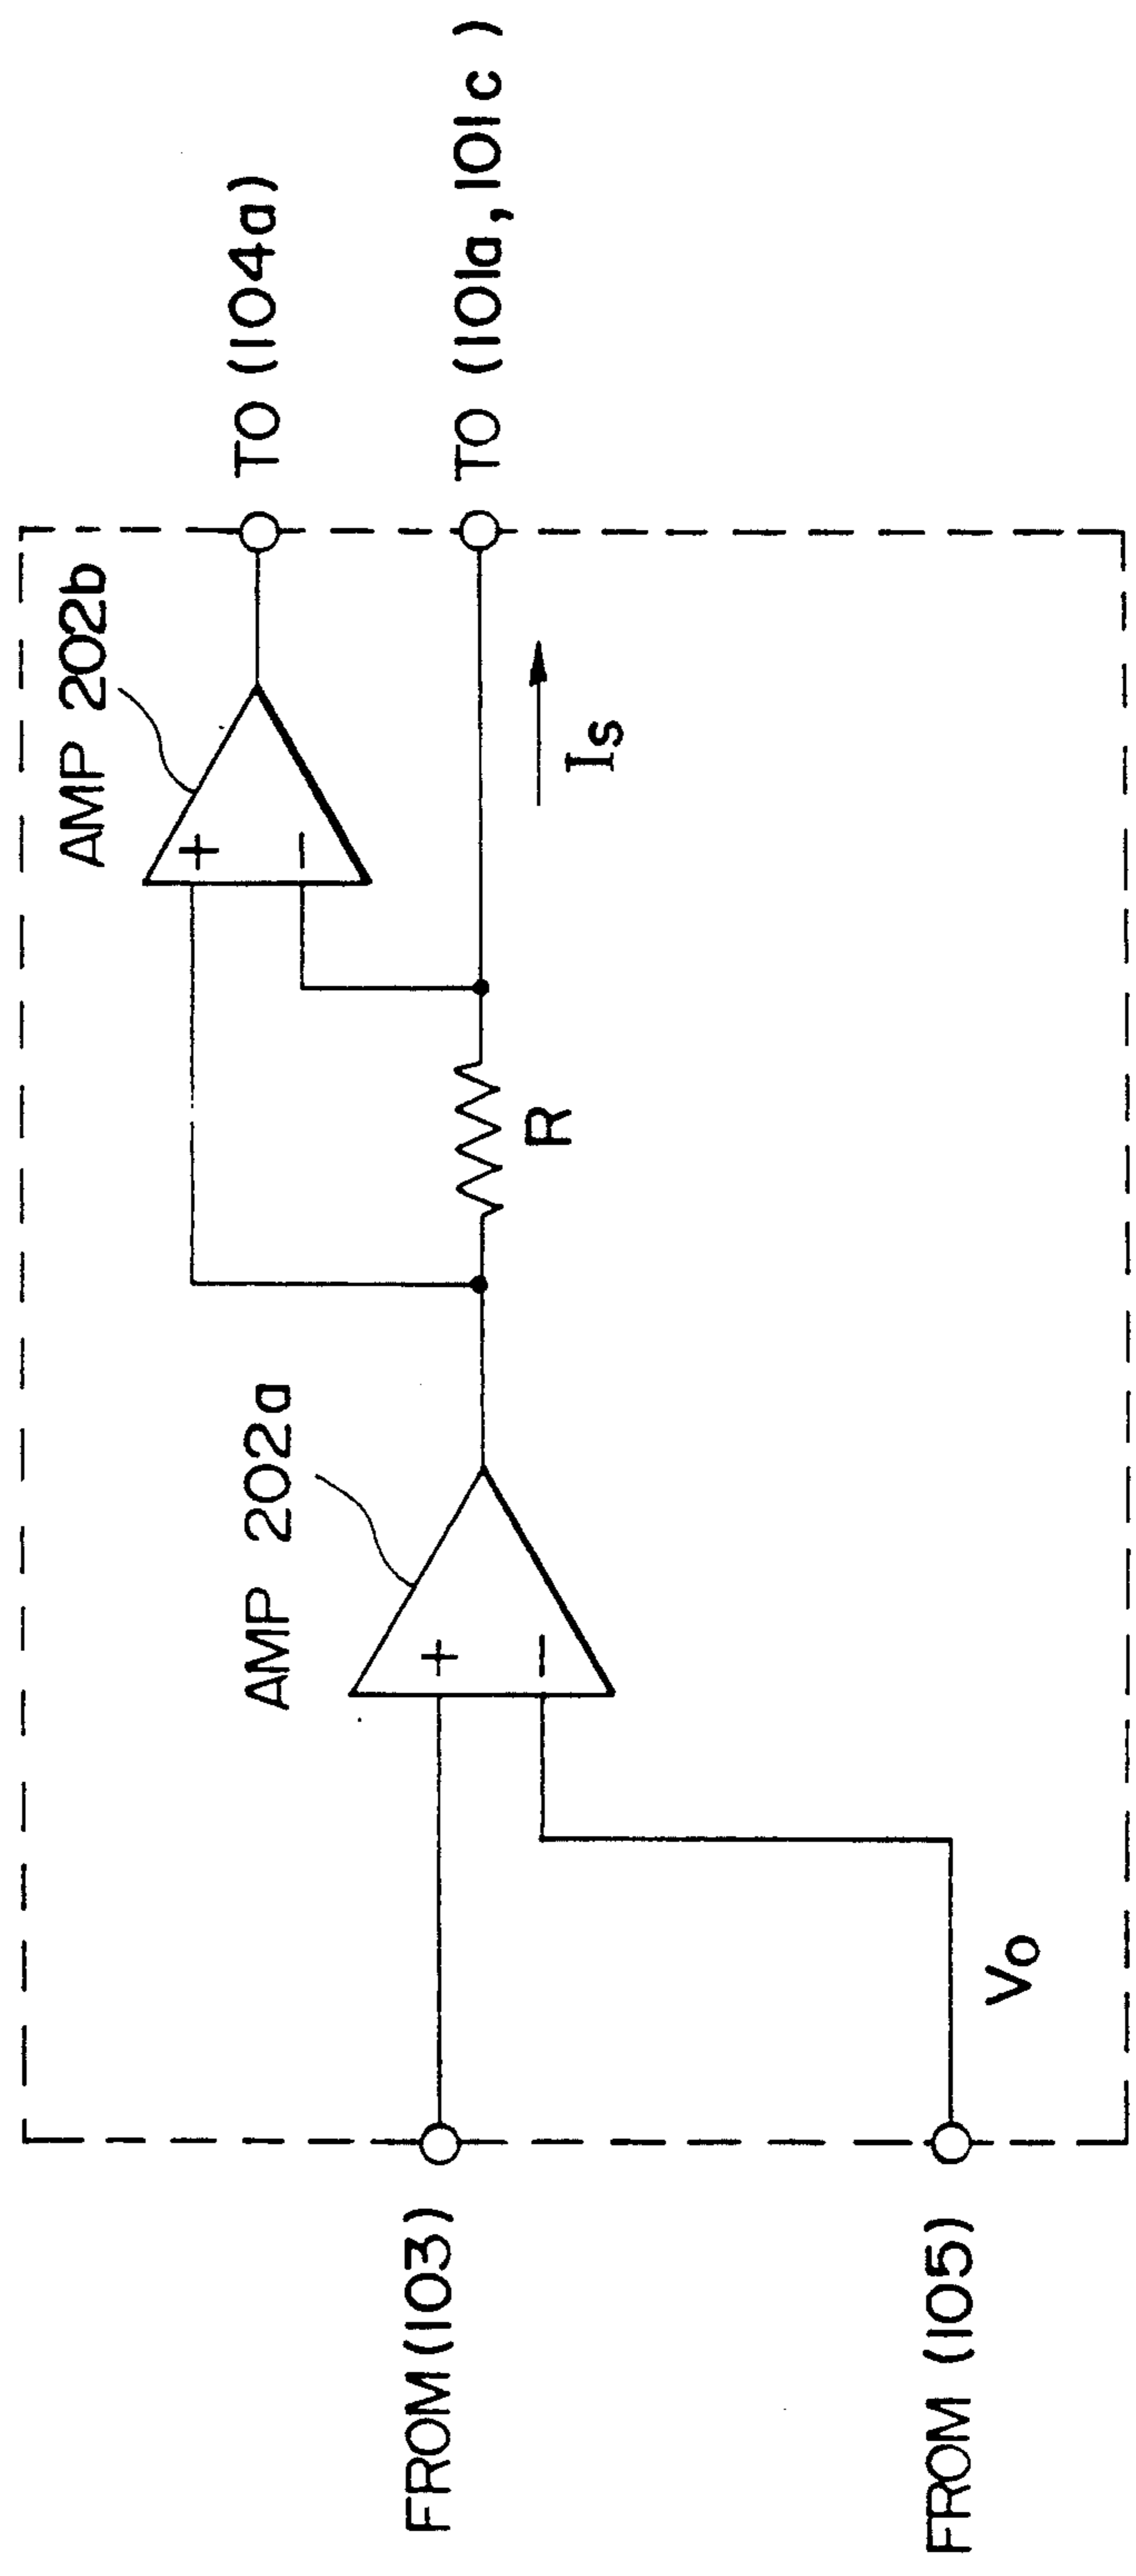 AMP 202b
TO (104a)
AMP 202a
+
−
TO (101a, 101c)
R
Is
FROM (103)
+
−
Vo
FROM (105)